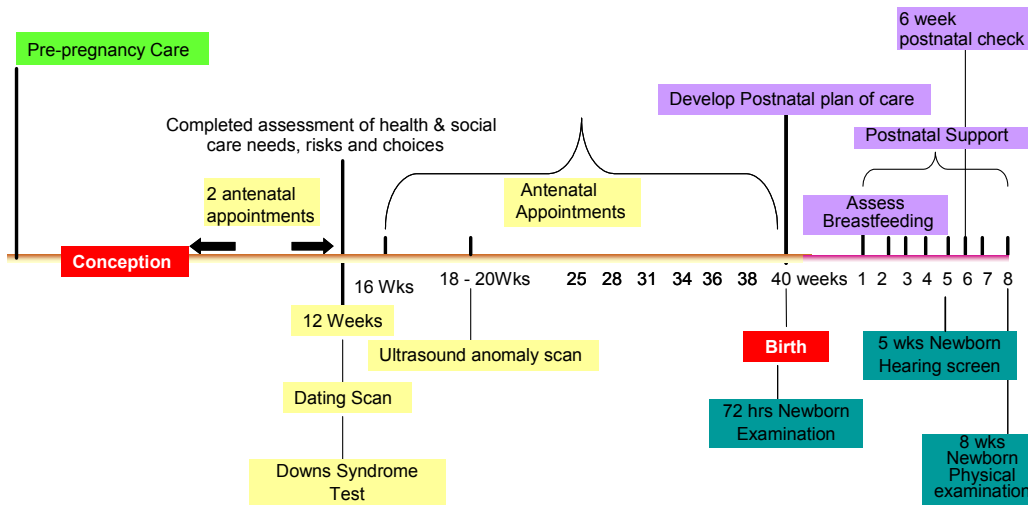 6 week
postnatal check
Pre-pregnancy Care
Develop Postnatal plan of care
Completed assessment of health & social
care needs, risks and choices
Postnatal Support
2 antenatal
appointments
Antenatal
Appointments
Assess
Breastfeeding
Conception
16 Wks
18 - 20Wks
25 28 31 34 36 38 40 weeks
1 2 3 4 5 6 7 8
12 Weeks
Ultrasound anomaly scan
Birth
5 wks Newborn
Hearing screen
Dating Scan
72 hrs Newborn
Examination
8 wks
Newborn
Physical
examination
Downs Syndrome
Test